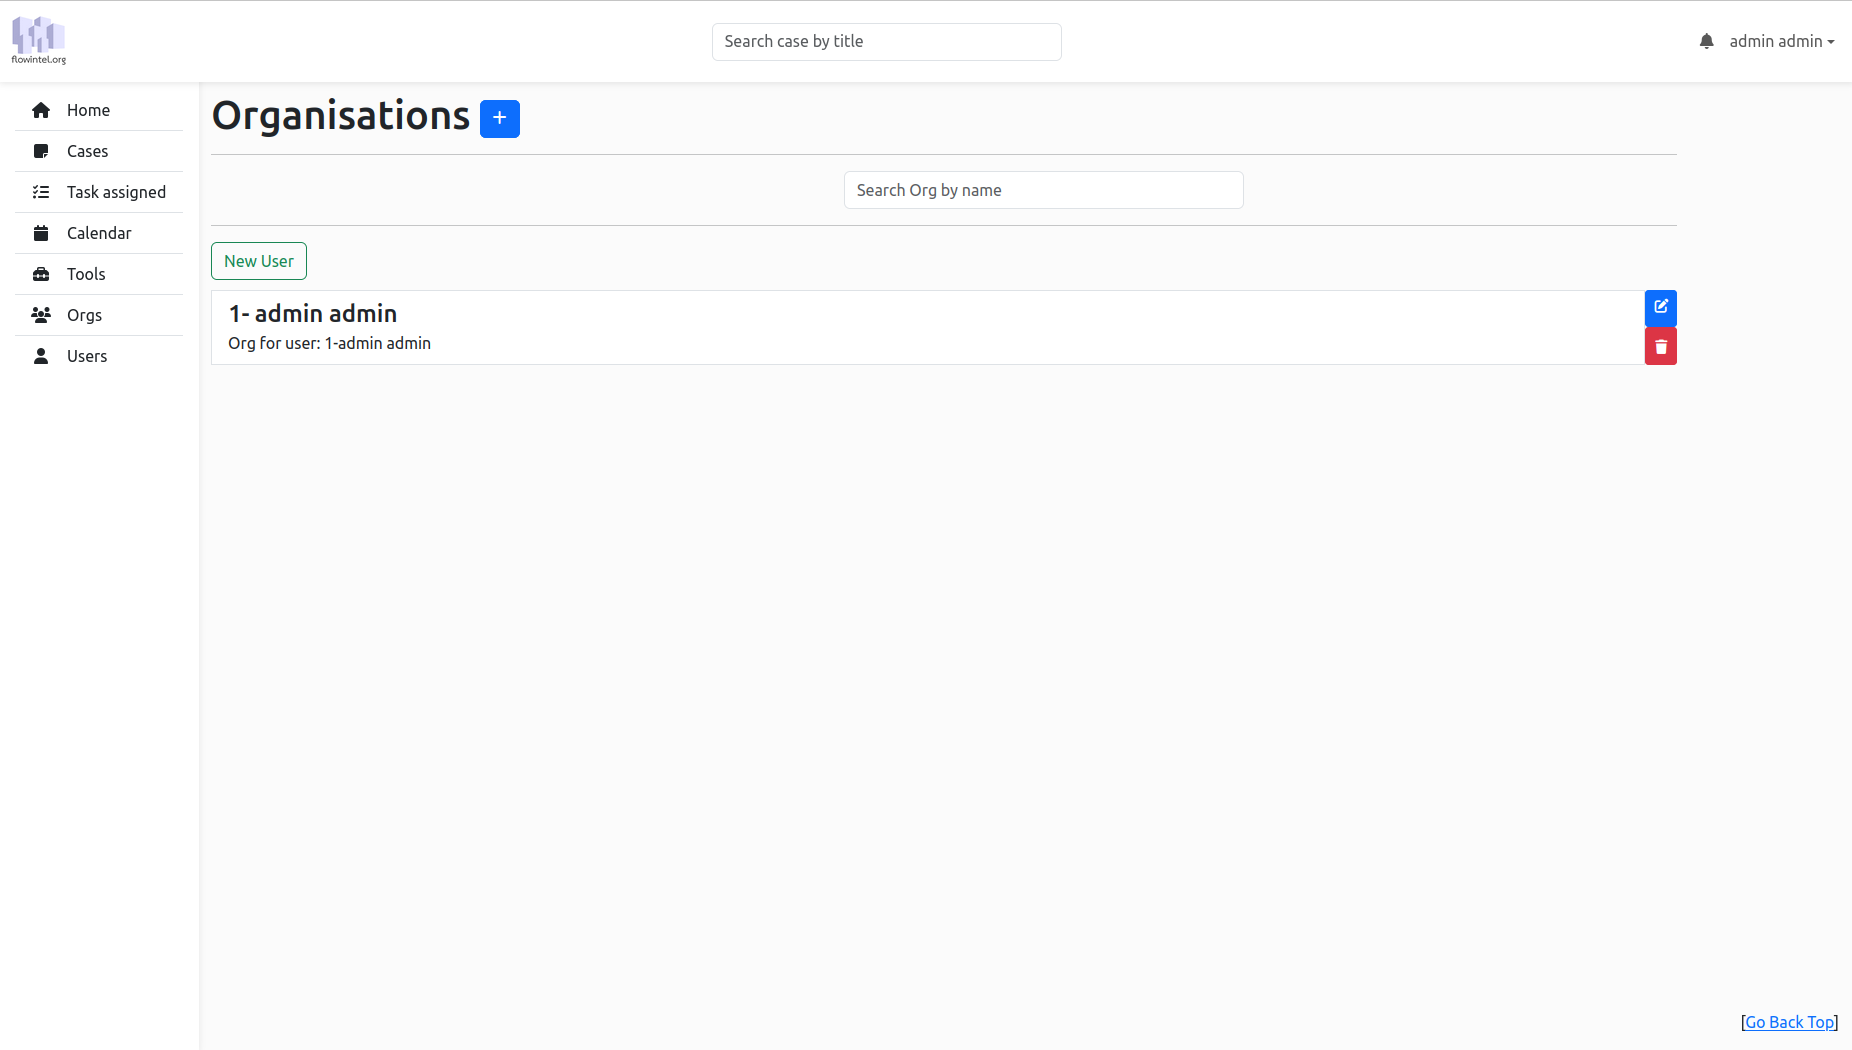 flowintel.org
Search case by title
admin admin
Home
Cases
Task assigned
Calendar
Tools
Orgs
Users
Organisations +
Search Org by name
New User
1- admin admin
Org for user: 1-admin admin
[Go Back Top]